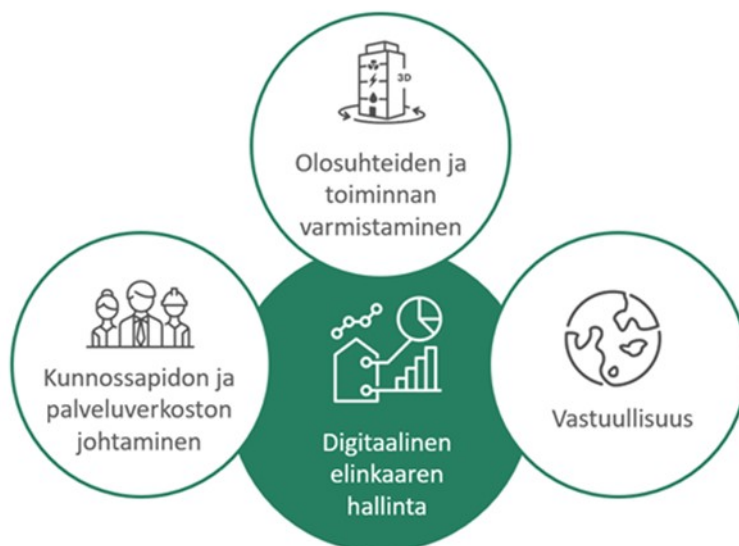 3D
Olosuhteiden ja
toiminnan
varmistaminen
Kunnossapidon ja
palveluverkoston
johtaminen
Digitaalinen
elinkaaren
hallinta
Vastuullisuus